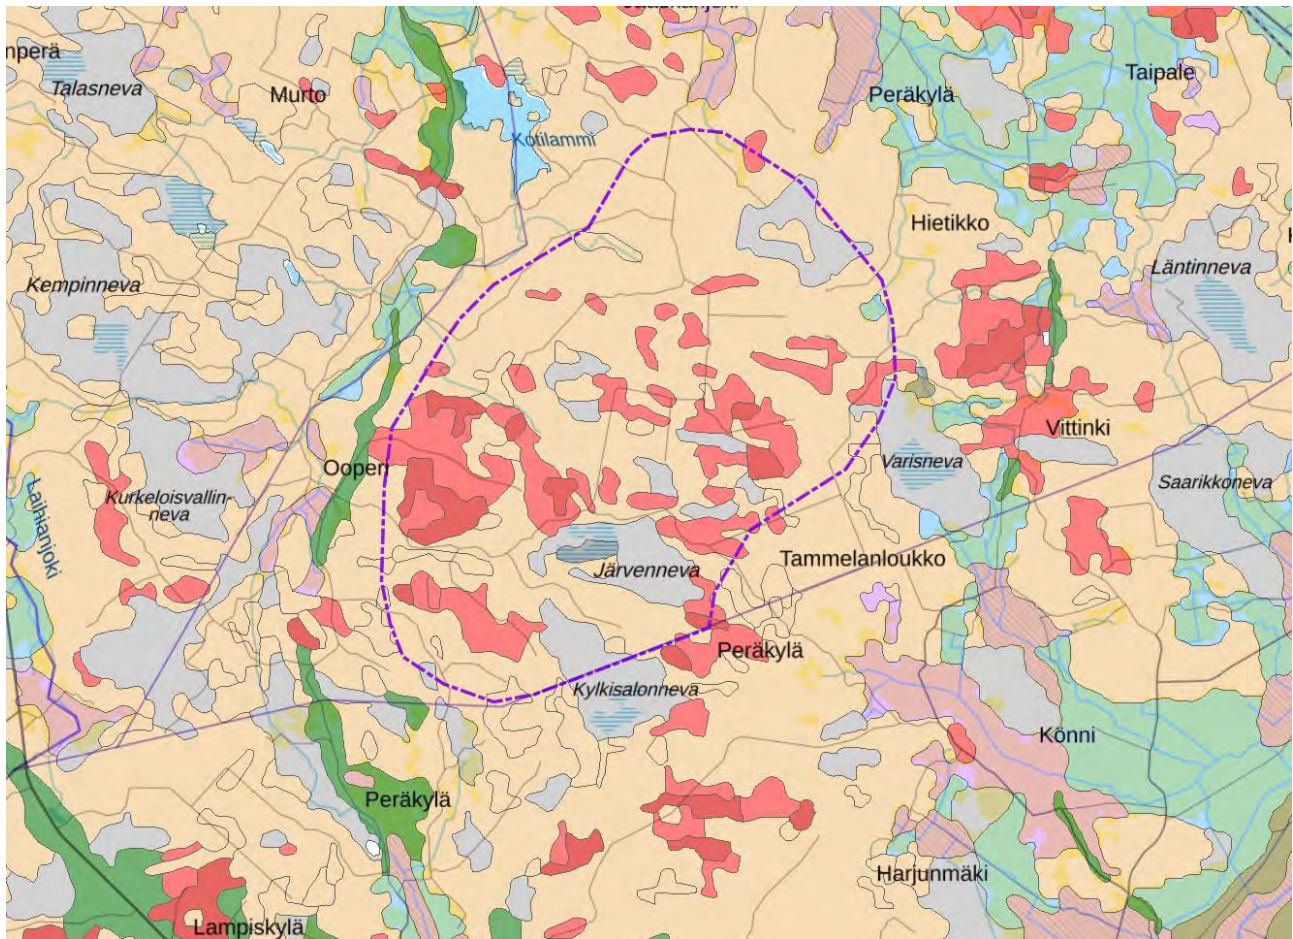 nperä
Talasneva
Murto
Kotilammi
Peräkylä
Taipale
Hietikko
Kempinneva
Läntinneva
Vittinki
Ooperi
Varisneva
Kurkeloisvallin-
neva
Saarikkoneva
Laihianjoki
Järvenneva
Tammelanloukko
Peräkylä
Kylkisalonneva
Könni
Peräkylä
Harjunmäki
Lampiskylä